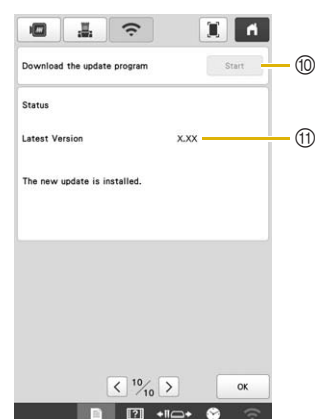 Download the update program
Start
⑩
Status
Latest Version
X.XX
⑪
The new update is installed.
10/10
OK